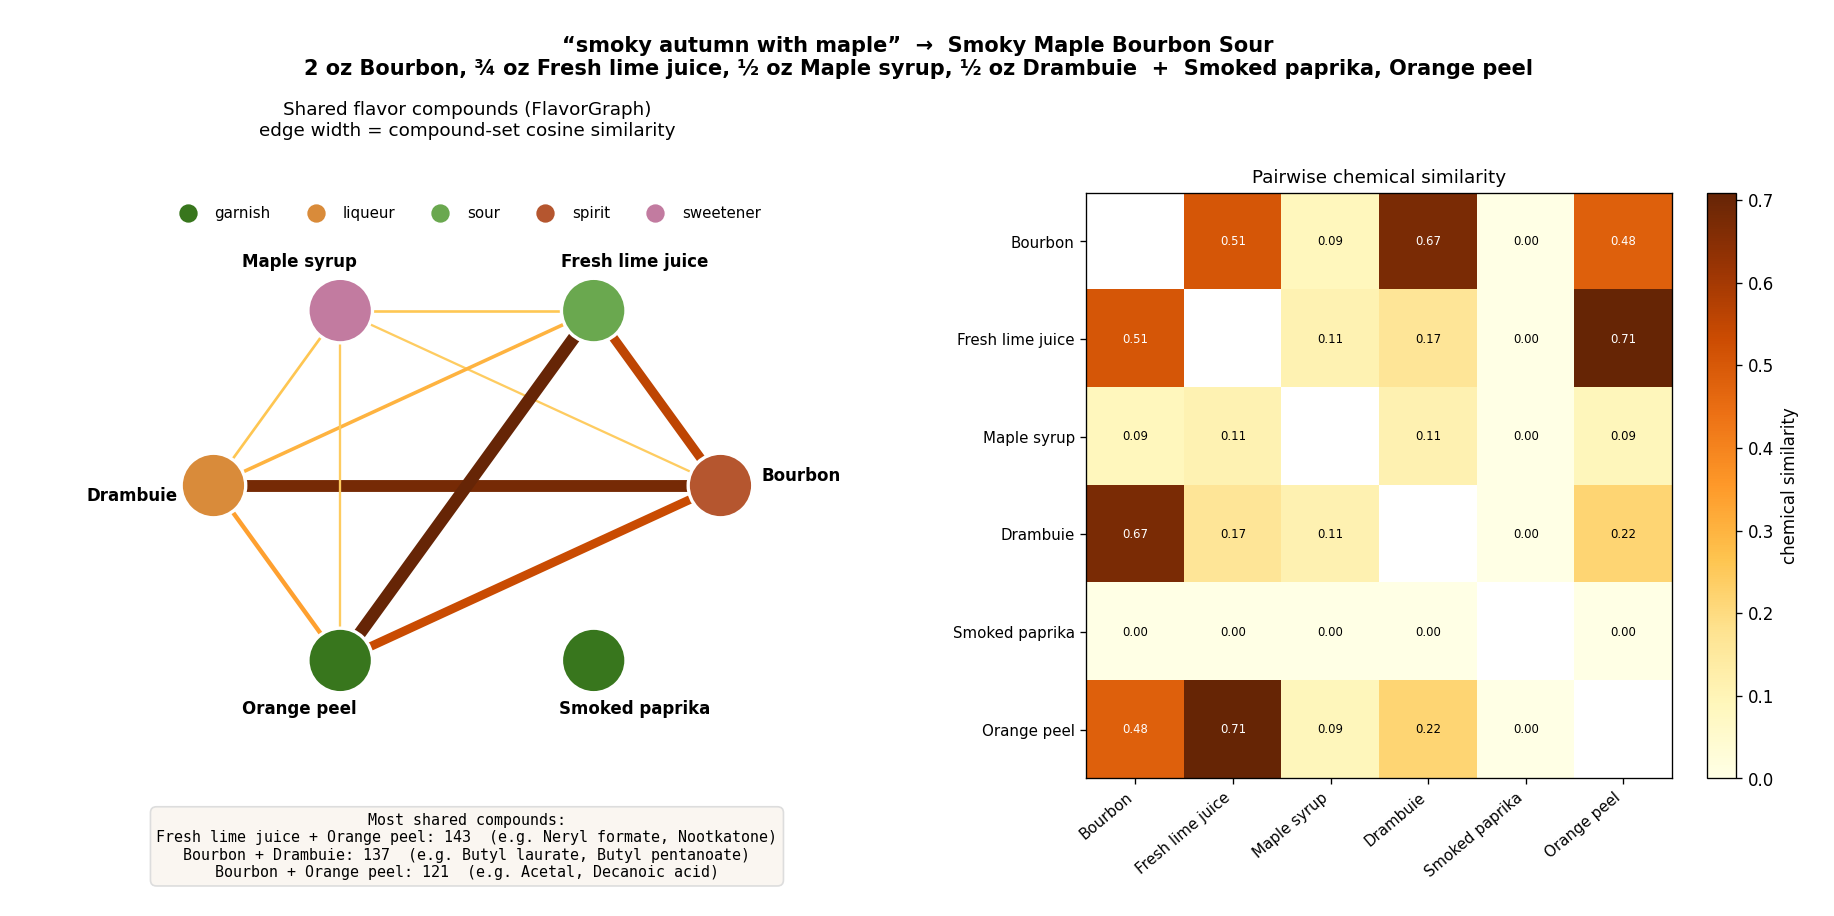 “smoky autumn with maple” → Smoky Maple Bourbon Sour
2 oz Bourbon, ¾ oz Fresh lime juice, ½ oz Maple syrup, ½ oz Drambuie + Smoked paprika, Orange peel
Shared flavor compounds (FlavorGraph)
edge width = compound-set cosine similarity
garnish liqueur sour spirit sweetener
Maple syrup
Fresh lime juice
Drambuie
Bourbon
Orange peel
Smoked paprika
Most shared compounds:
Fresh lime juice + Orange peel: 143 (e.g. Neryl formate, Nootkatone)
Bourbon + Drambuie: 137 (e.g. Butyl laurate, Butyl pentanoate)
Bourbon + Orange peel: 121 (e.g. Acetal, Decanoic acid)
Pairwise chemical similarity
Bourbon 0.51 0.09 0.67 0.00 0.48
Fresh lime juice 0.51 0.11 0.17 0.00 0.71
Maple syrup 0.09 0.11 0.11 0.00 0.09
Drambuie 0.67 0.17 0.11 0.00 0.22
Smoked paprika 0.00 0.00 0.00 0.00 0.00
Orange peel 0.48 0.71 0.09 0.22 0.00
Bourbon
Fresh lime juice
Maple syrup
Drambuie
Smoked paprika
Orange peel
0.7
0.6
0.5
0.4
0.3
0.2
0.1
0.0
chemical similarity